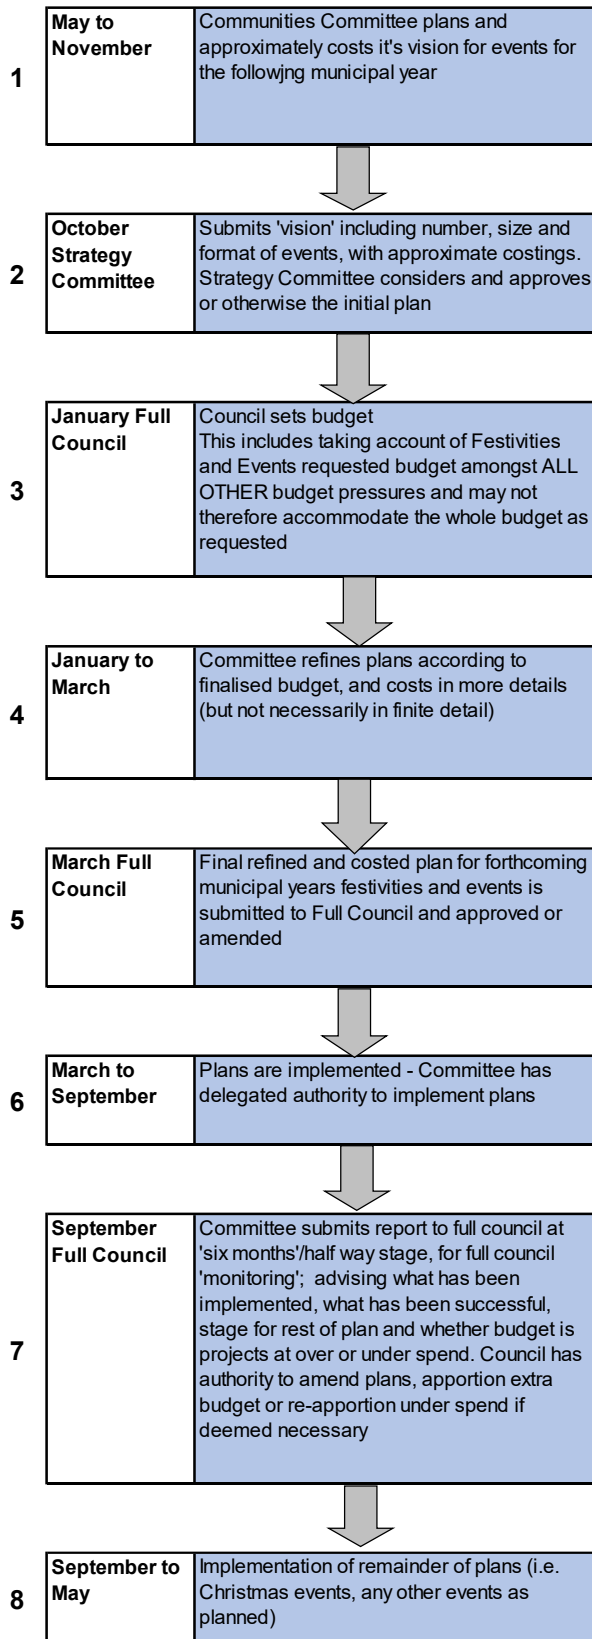 1
May to
November
Communities Committee plans and
approximately costs it's vision for events for
the followjng municipal year
2
October
Strategy
Committee
Submits 'vision' including number, size and
format of events, with approximate costings.
Strategy Committee considers and approves
or otherwise the initial plan
3
January Full
Council
Council sets budget
This includes taking account of Festivities
and Events requested budget amongst ALL
OTHER budget pressures and may not
therefore accommodate the whole budget as
requested
4
January to
March
Committee refines plans according to
finalised budget, and costs in more details
(but not necessarily in finite detail)
5
March Full
Council
Final refined and costed plan for forthcoming
municipal years festivities and events is
submitted to Full Council and approved or
amended
6
March to
September
Plans are implemented - Committee has
delegated authority to implement plans
7
September
Full Council
Committee submits report to full council at
'six months'/half way stage, for full council
'monitoring';  advising what has been
implemented, what has been successful,
stage for rest of plan and whether budget is
projects at over or under spend. Council has
authority to amend plans, apportion extra
budget or re-apportion under spend if
deemed necessary
8
September to
May
Implementation of remainder of plans (i.e.
Christmas events, any other events as
planned)